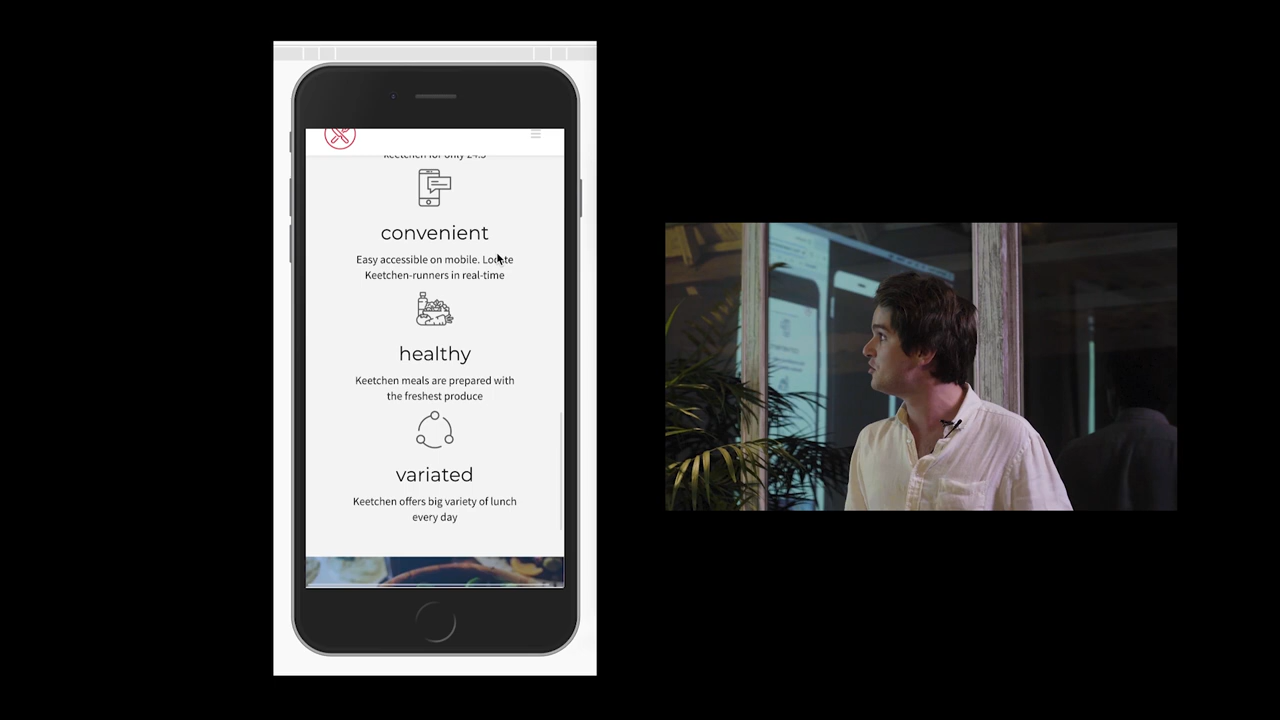 convenient
Easy accessible on mobile. Locate
Keetchen-runners in real-time
healthy
Keetchen meals are prepared with
the freshest produce
variated
Keetchen offers big variety of lunch
every day